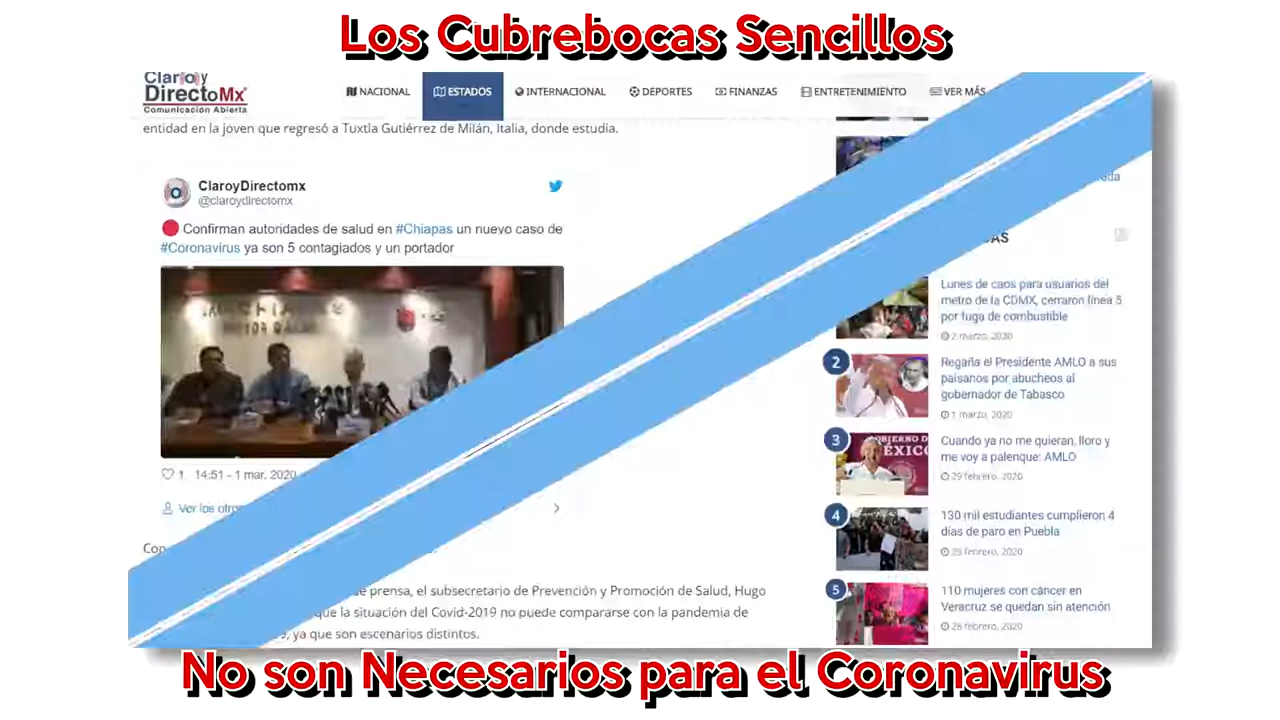 Los Cubrebocas Sencillos
Claro y
DirectoMx
Comunicación Abierta
NACIONAL
ESTADOS
INTERNACIONAL
DEPORTES
FINANZAS
ENTRETENIMIENTO
VER MÁS
entidad en la joven que regresó a Tuxtla Gutiérrez de Milán, Italia, donde estudia.
ClaroyDirectomx
@claroydirectomx
Confirman autoridades de salud en #Chiapas un nuevo caso de
#Coronavirus ya son 5 contagiados y un portador
1 14:51 - 1 mar. 2020
Ver los otro
Con
de prensa, el subsecretario de Prevención y Promoción de Salud, Hugo
que la situación del Covid-2019 no puede compararse con la pandemia de
9, ya que son escenarios distintos.
Lunes de caos para usuarios del
metro de la CDMX, cerraron línea 5
por fuga de combustible
2 marzo, 2020
2
Regaña el Presidente AMLO a sus
paisanos por abucheos al
gobernador de Tabasco
1 marzo, 2020
3
GOBIERNO DE
MÉXICO
Cuando ya no me quieran, lloro y
me voy a palenque: AMLO
29 febrero, 2020
4
130 mil estudiantes cumplieron 4
días de paro en Puebla
29 febrero, 2020
5
110 mujeres con cáncer en
Veracruz se quedan sin atención
28 febrero, 2020
No son Necesarios para el Coronavirus